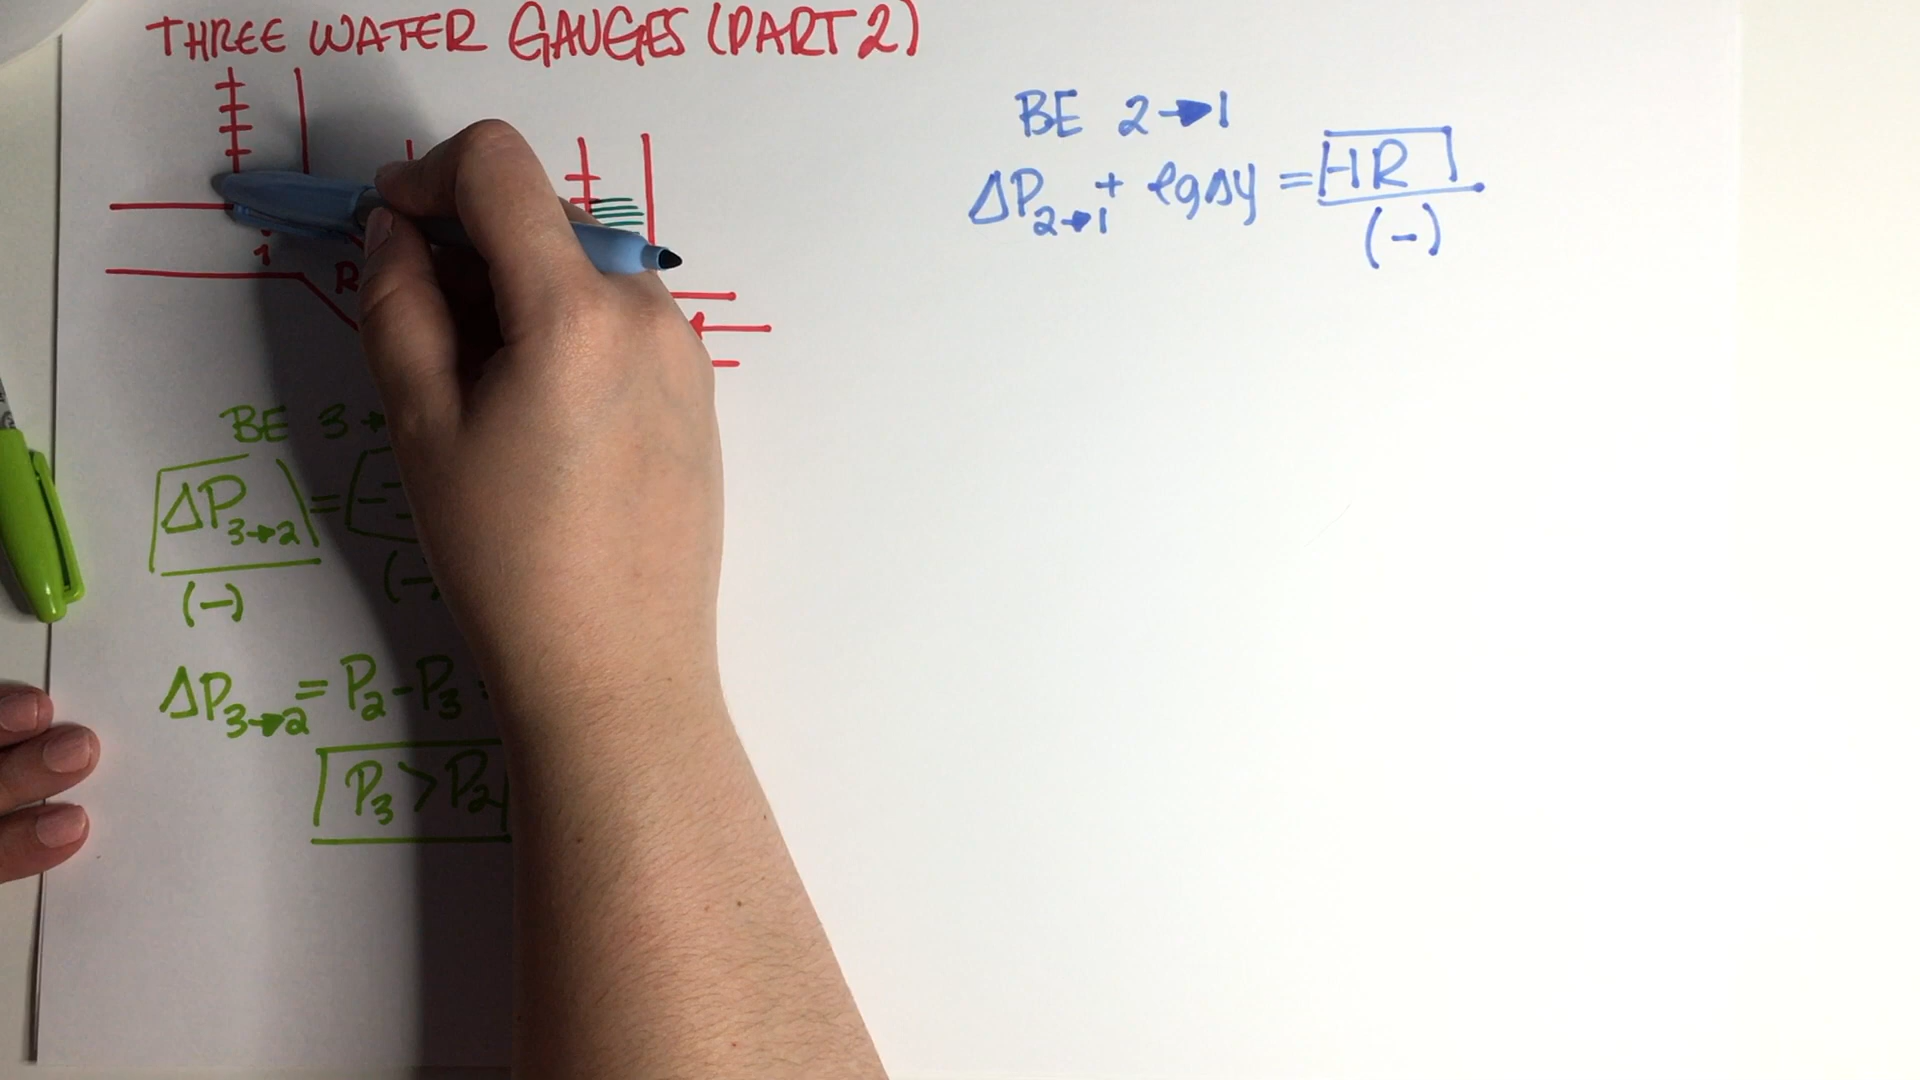 THREE WATER GAUGES (PART 2)
1
R
BE 3→
ΔP3→2 =
(-)
(-
ΔP3→2 = P2-P3
P3 > P2
BE 2→1
ΔP2→1 + ρgΔy = -IR
(-)